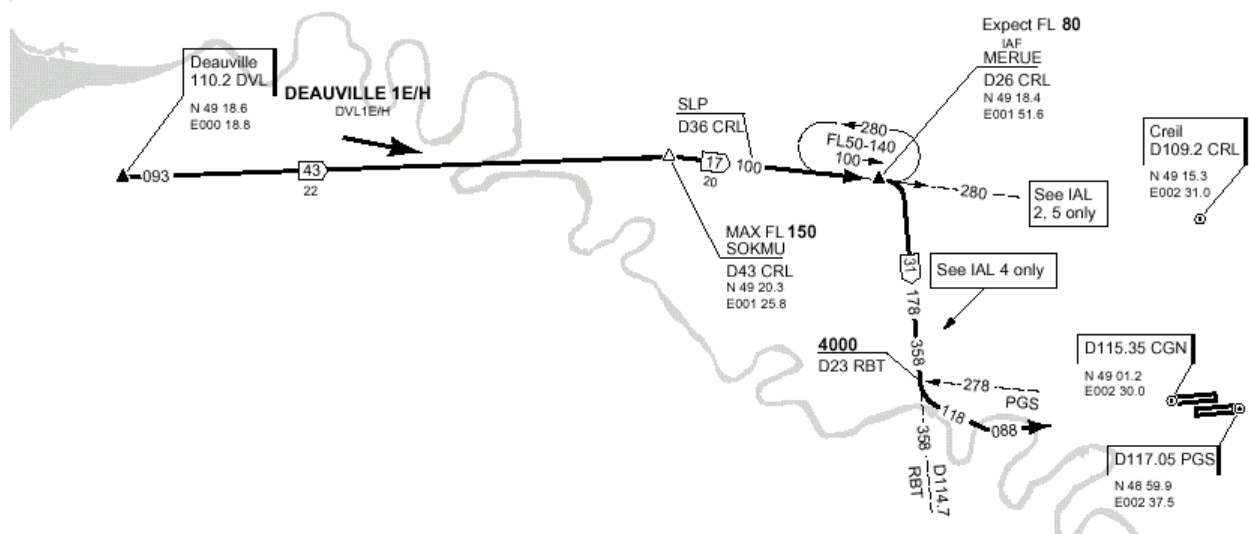 Deauville
110.2 DVL
N 49 18.6
E000 18.8
DEAUVILLE 1E/H
DVL1E/H
093
43
22
SLP
D36 CRL
17
20
100
MAX FL 150
SOKMU
D43 CRL
N 49 20.3
E001 25.8
280
FL50-140
100
Expect FL 80
IAF
MERUE
D26 CRL
N 49 18.4
E001 51.6
280
See IAL
2, 5 only
Creil
D109.2 CRL
N 49 15.3
E002 31.0
31
178
See IAL 4 only
358
4000
D23 RBT
278
PGS
118
088
358
RBT
D114.7
D115.35 CGN
N 49 01.2
E002 30.0
D117.05 PGS
N 48 59.9
E002 37.5